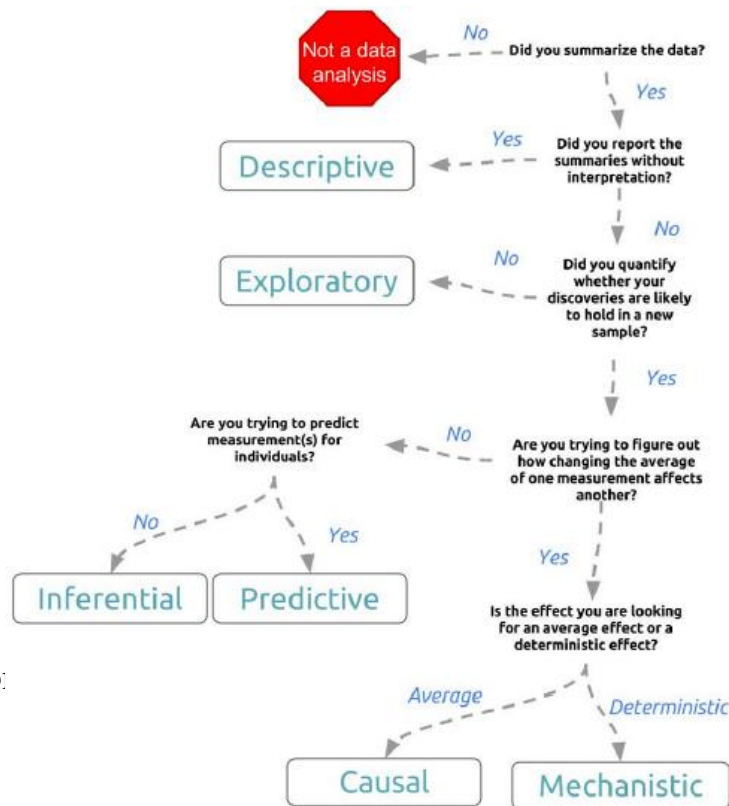 No
Not a data
analysis
Did you summarize the data?
Yes
Yes
Did you report the
summaries without
interpretation?
Descriptive
No
No
Did you quantify
whether your
discoveries are likely
to hold in a new
sample?
Exploratory
Yes
Are you trying to predict
measurement(s) for
individuals?
No
Are you trying to figure out
how changing the average
of one measurement affects
another?
No
Yes
Yes
Inferential
Predictive
Is the effect you are looking
for an average effect or a
deterministic effect?
Average
Deterministic
Causal
Mechanistic